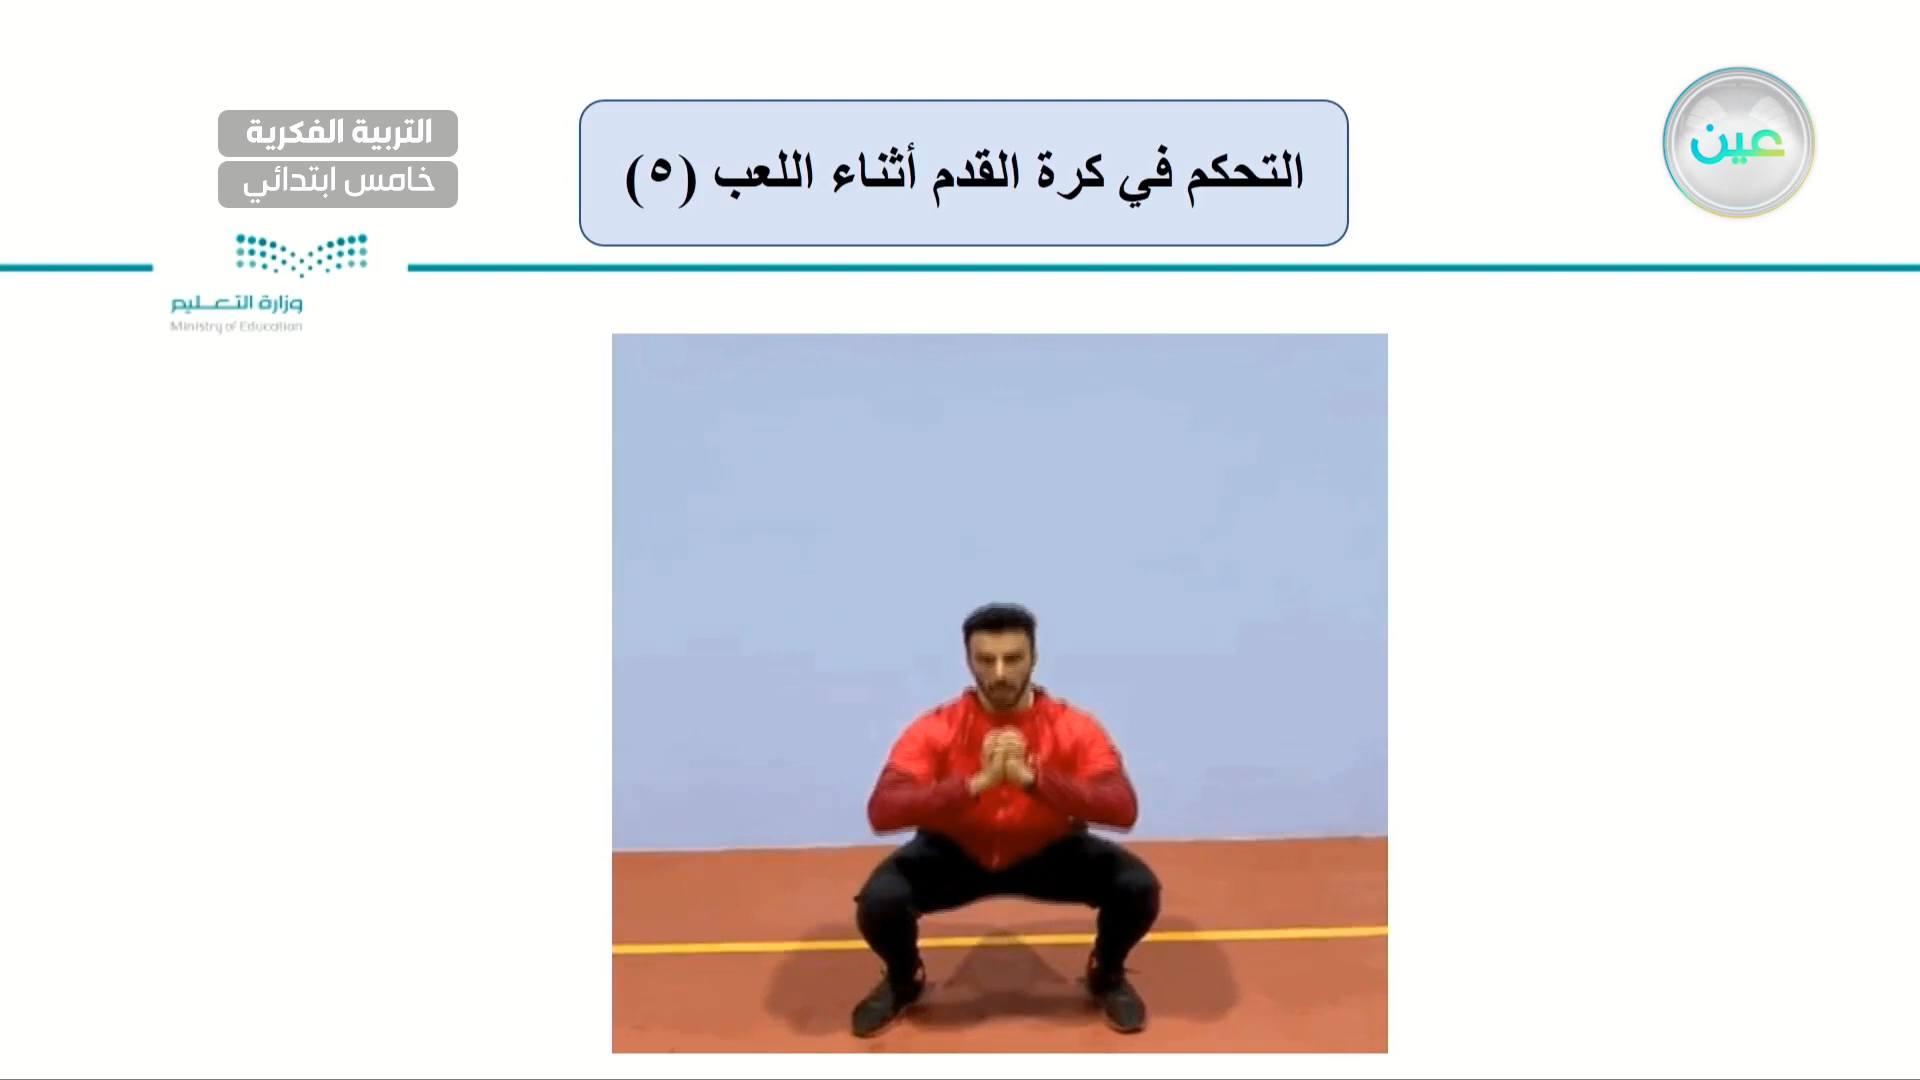 عين
التحكم في كرة القدم أثناء اللعب (٥)
التربية الفكرية
خامس ابتدائي
وزارة التعليم
Ministry of Education